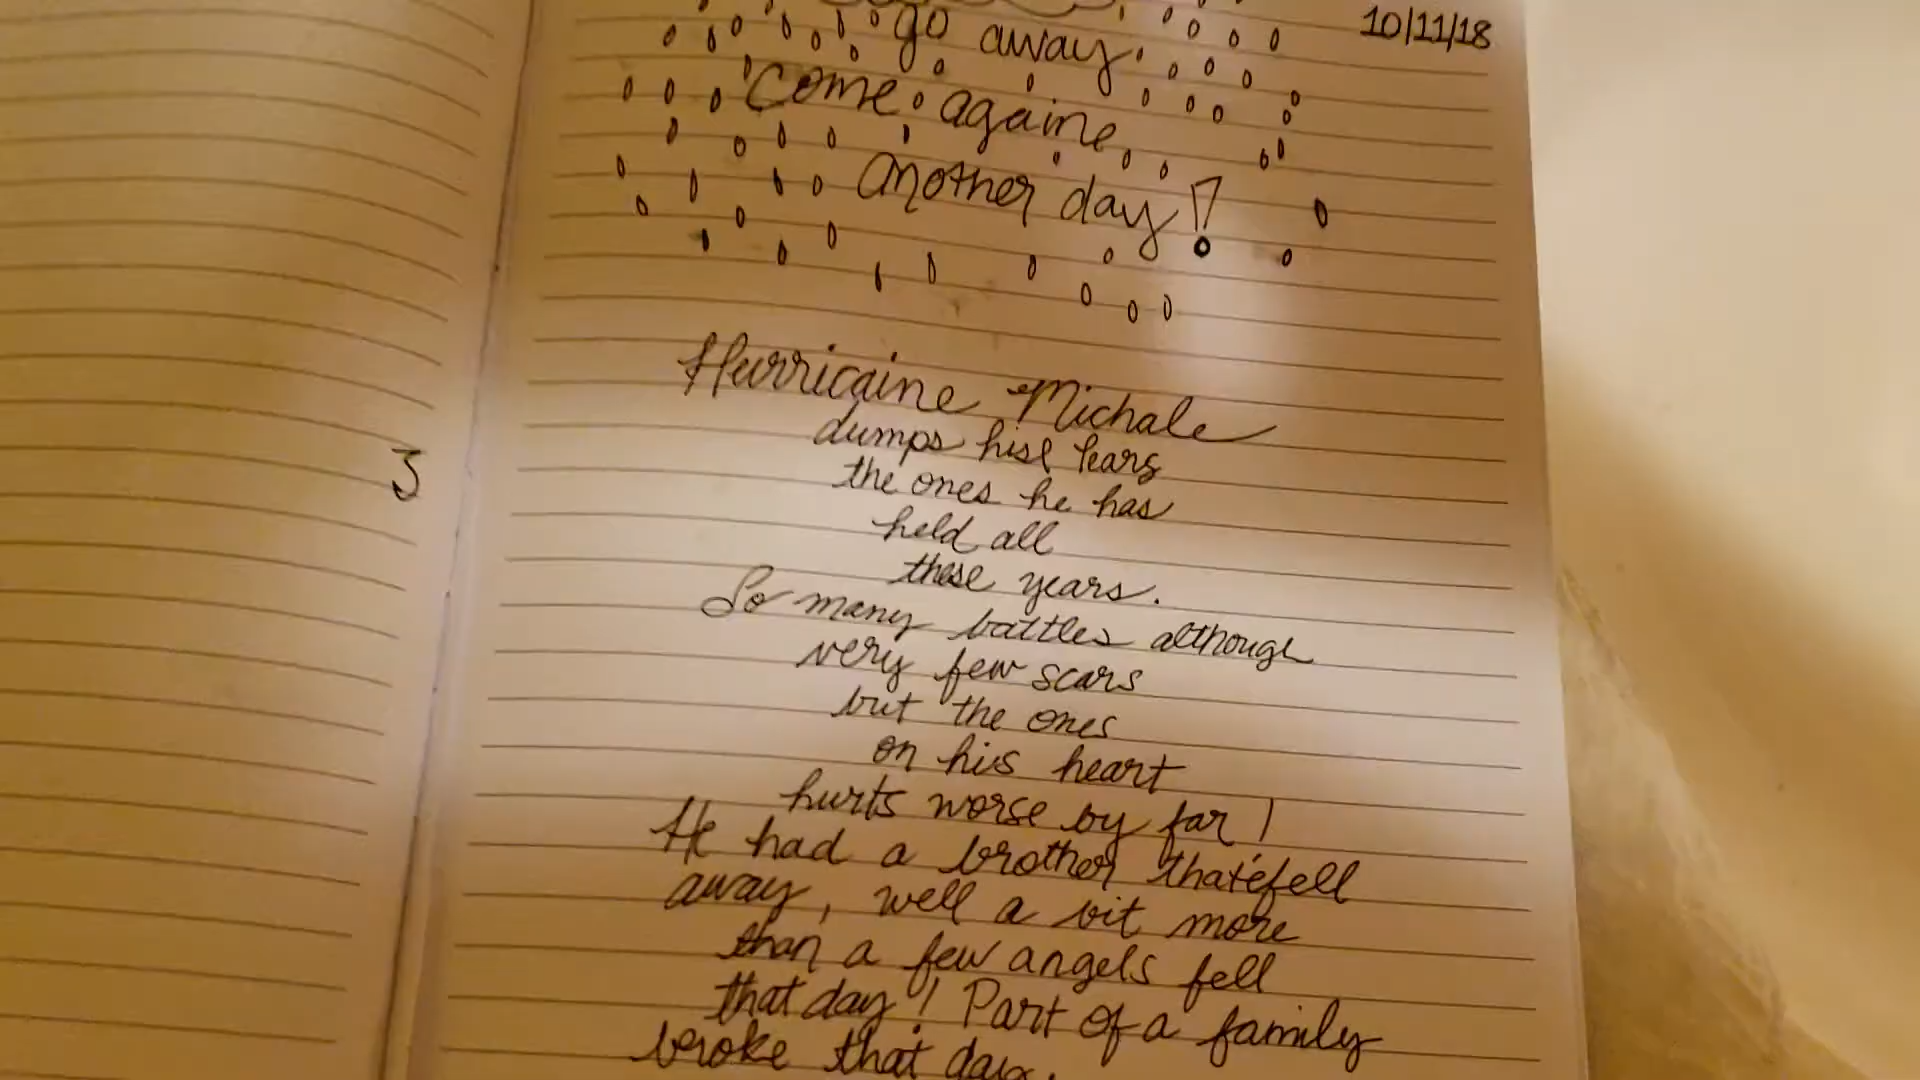 10/11/18
go away.
Come againe
another day!
Hurricaine Michale
dumps his tears
the ones he has
held all
these years.
So many battles although
very few scars
but the ones
on his heart
hurts worse by far!
He had a brother that fell
away, well a bit more
than a few angels fell
that day! Part of a family
broke that day.
3